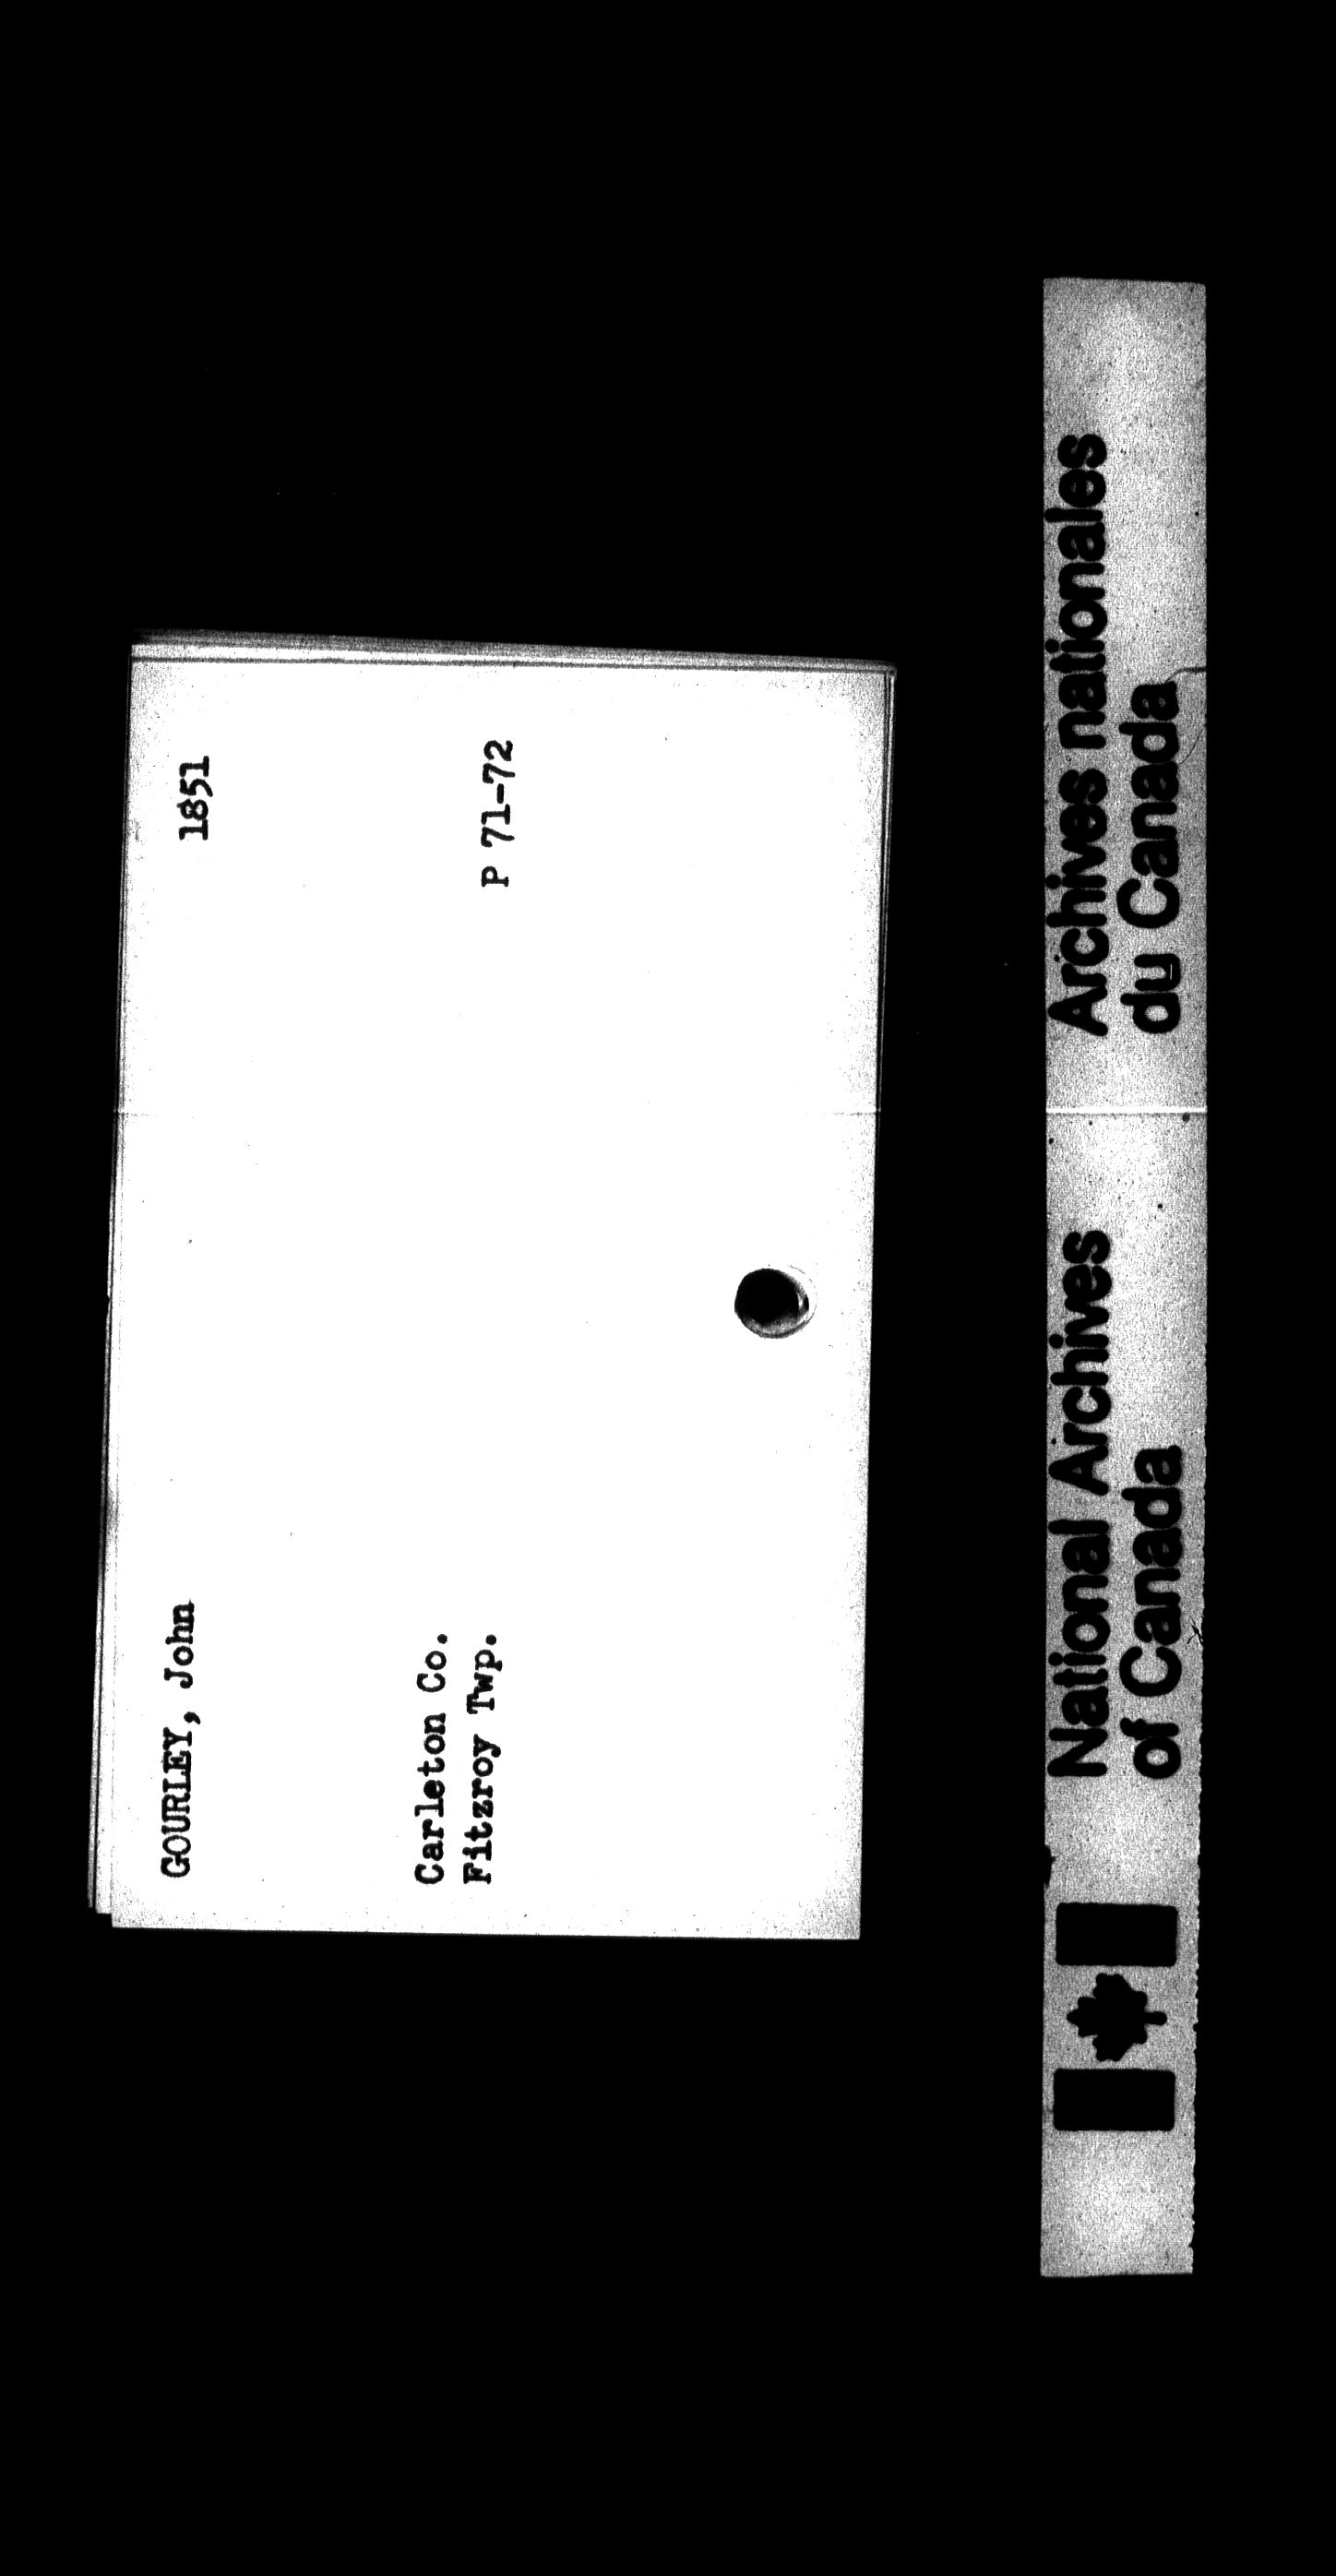 GOURLEY, John 1851
Carleton Co.
Fitzroy Twp. P 71-72
National Archives Archives nationales
of Canada du Canada